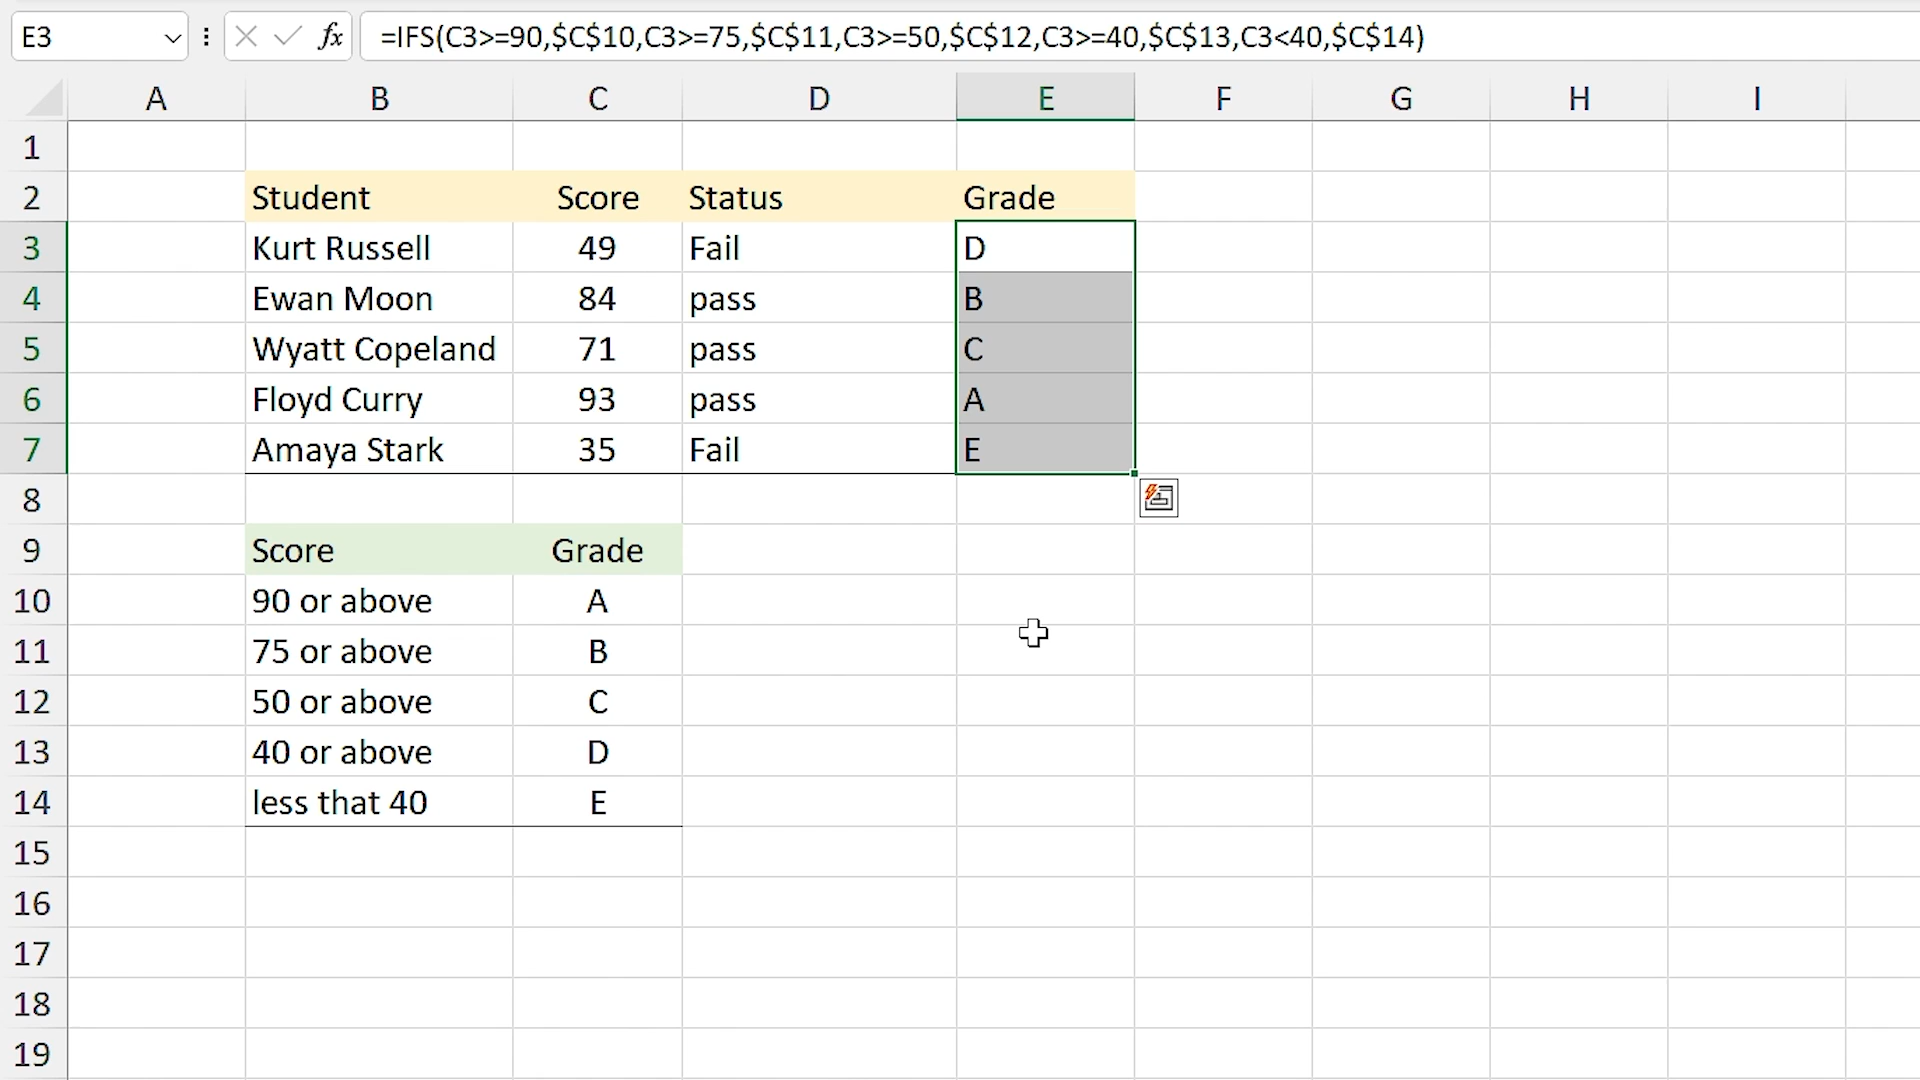 E3 fx =IFS(C3>=90,$C$10,C3>=75,$C$11,C3>=50,$C$12,C3>=40,$C$13,C3<40,$C$14)
A B C D E F G H I
1
2 Student Score Status Grade
3 Kurt Russell 49 Fail D
4 Ewan Moon 84 pass B
5 Wyatt Copeland 71 pass C
6 Floyd Curry 93 pass A
7 Amaya Stark 35 Fail E
8
9 Score Grade
10 90 or above A
11 75 or above B
12 50 or above C
13 40 or above D
14 less that 40 E
15
16
17
18
19